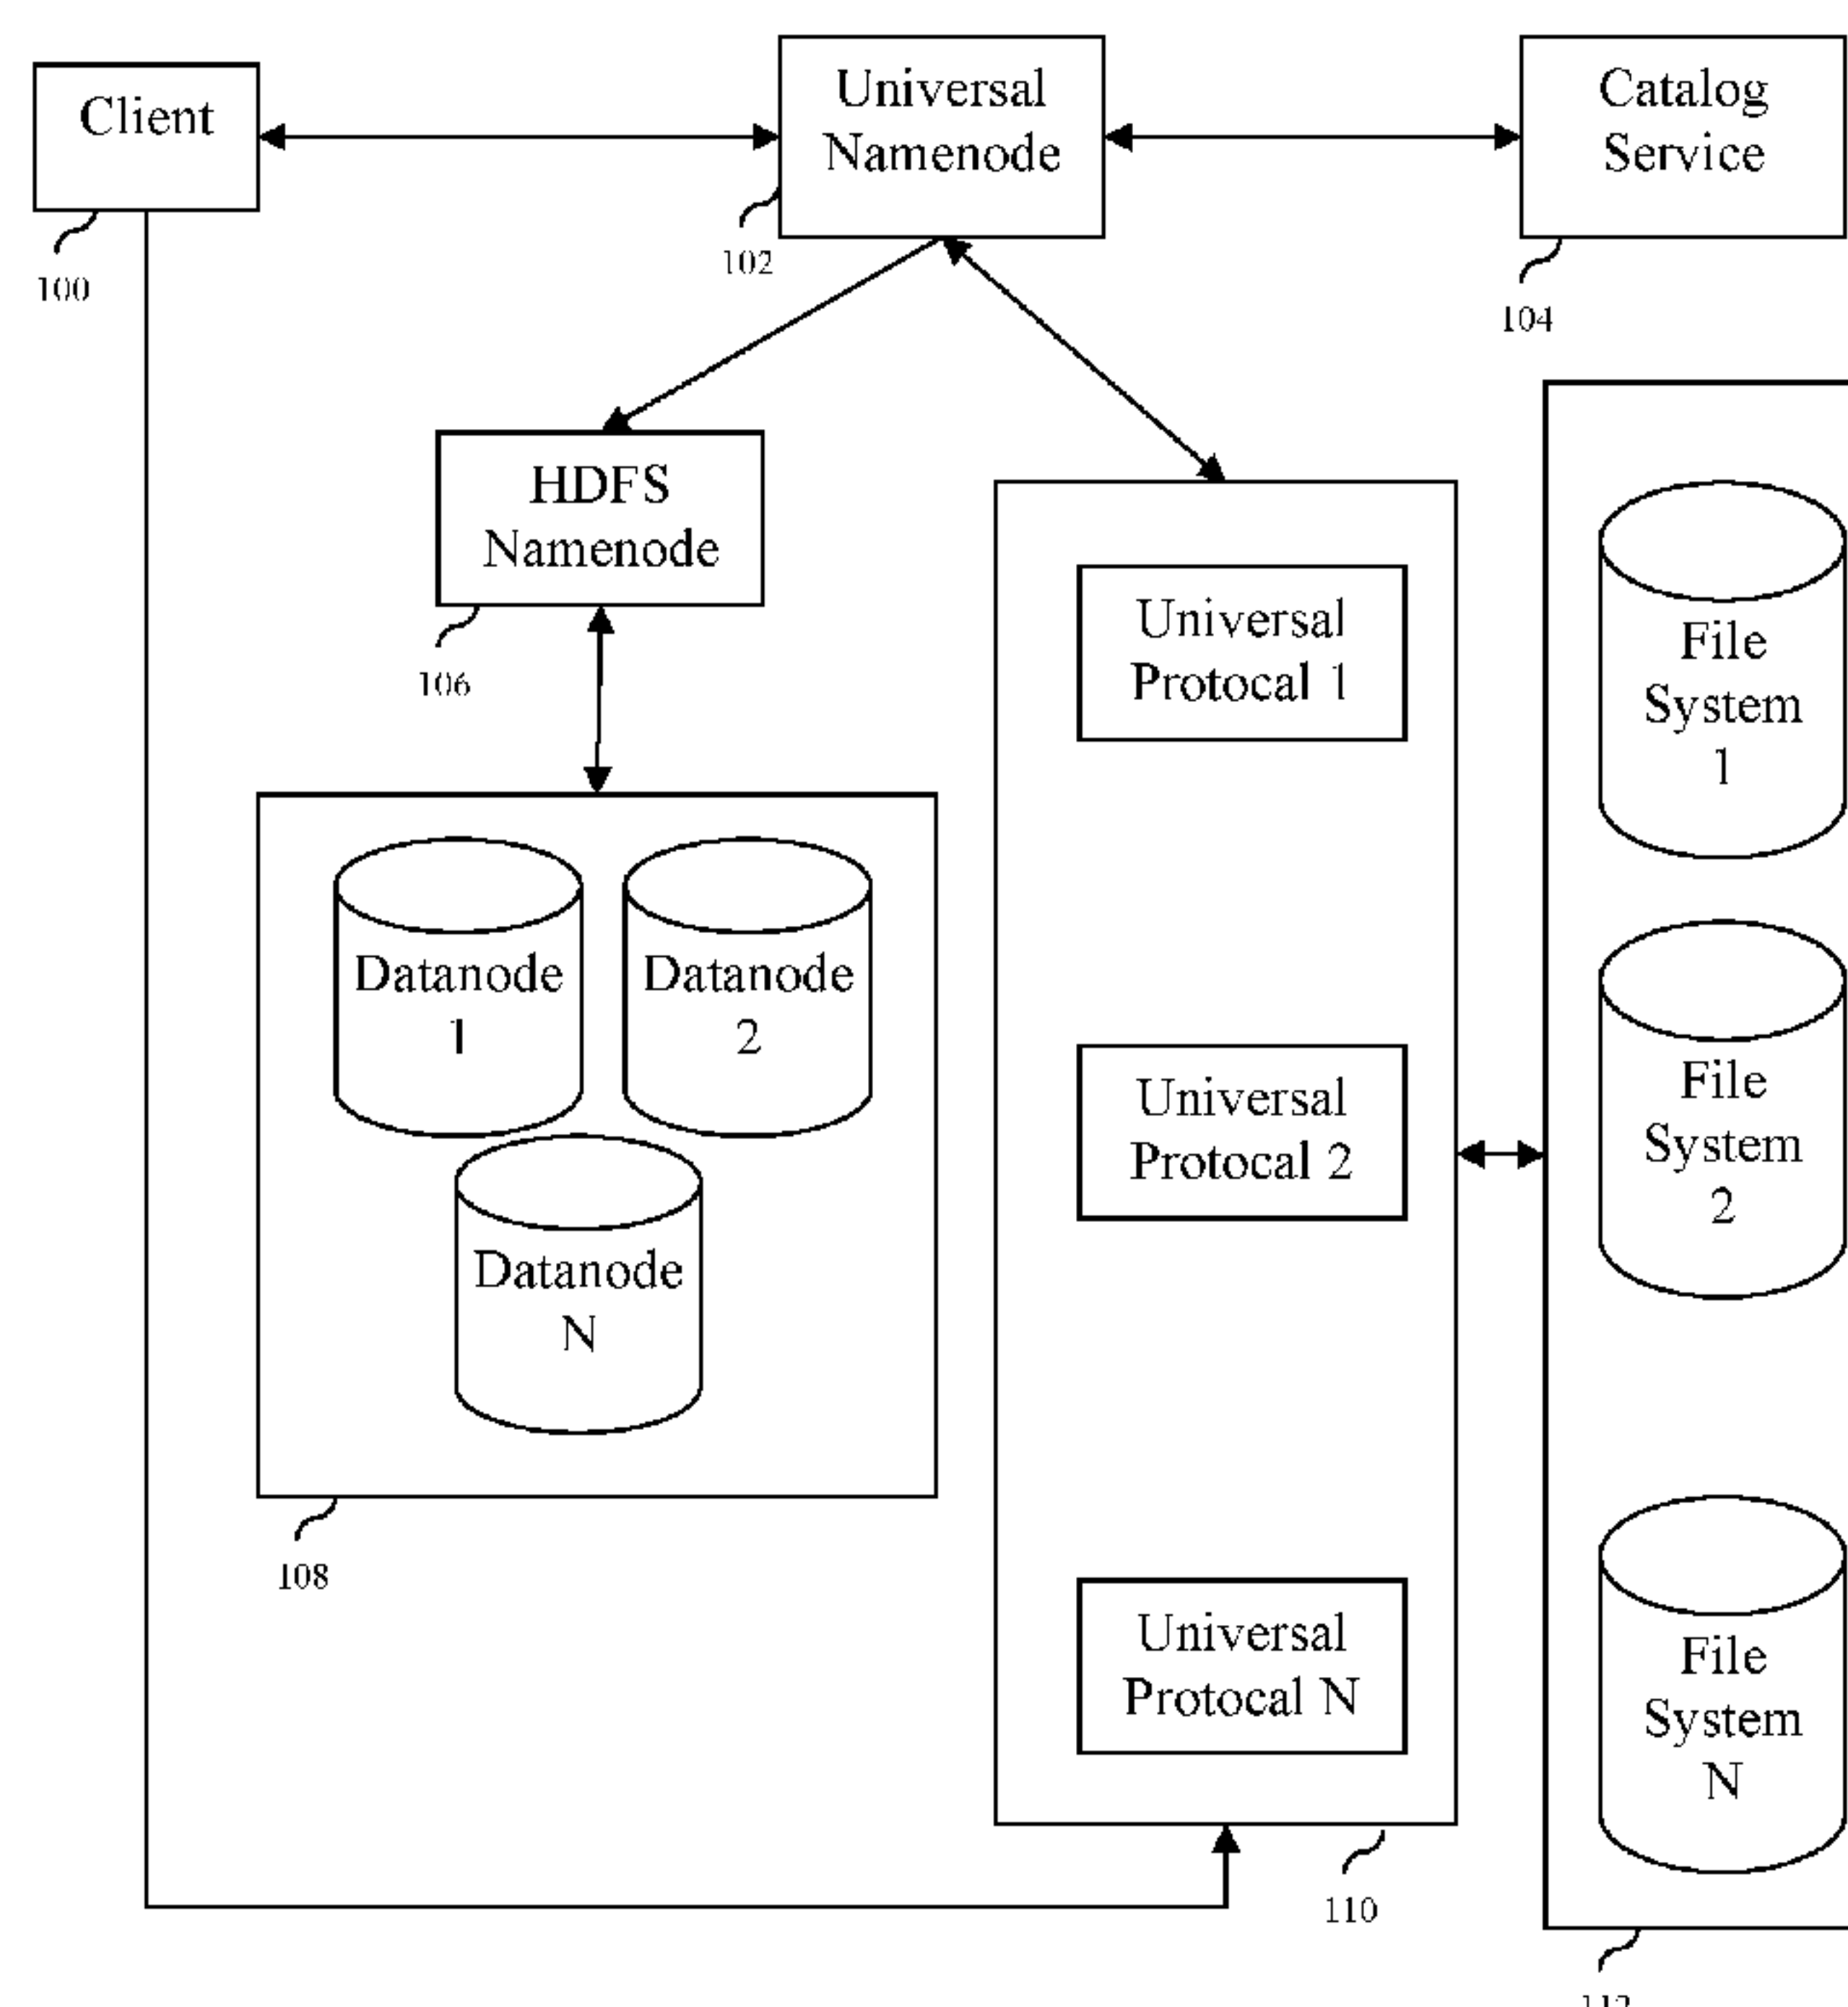 Client
Universal
Namenode
Catalog
Service
100
102
104
HDFS
Namenode
106
Universal
Protocal 1
File
System
1
Datanode
1
Datanode
2
Universal
Protocal 2
File
System
2
Datanode
N
108
Universal
Protocal N
File
System
N
110